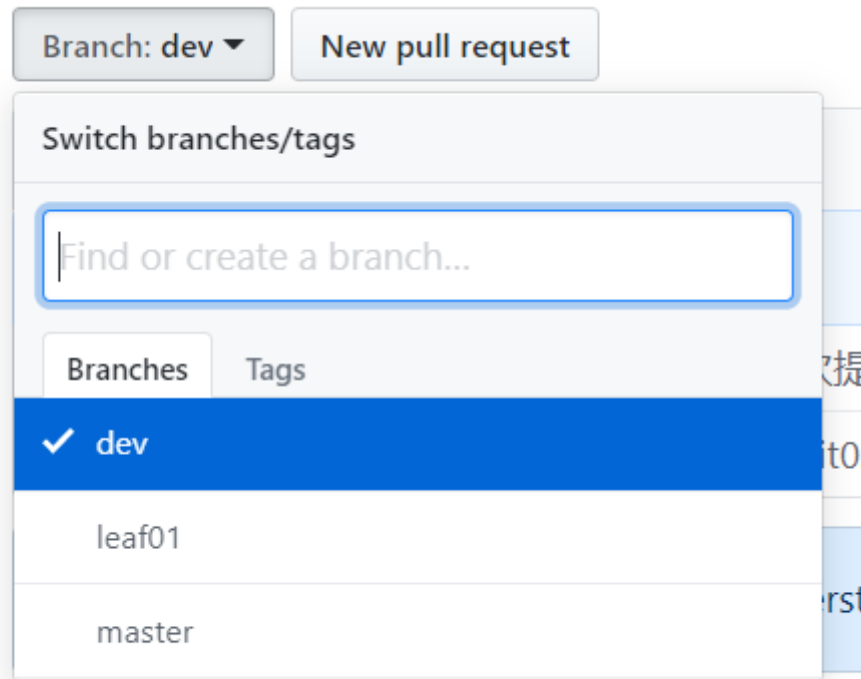 Branch: dev New pull request
Switch branches/tags
Find or create a branch...
Branches Tags
dev
leaf01
master